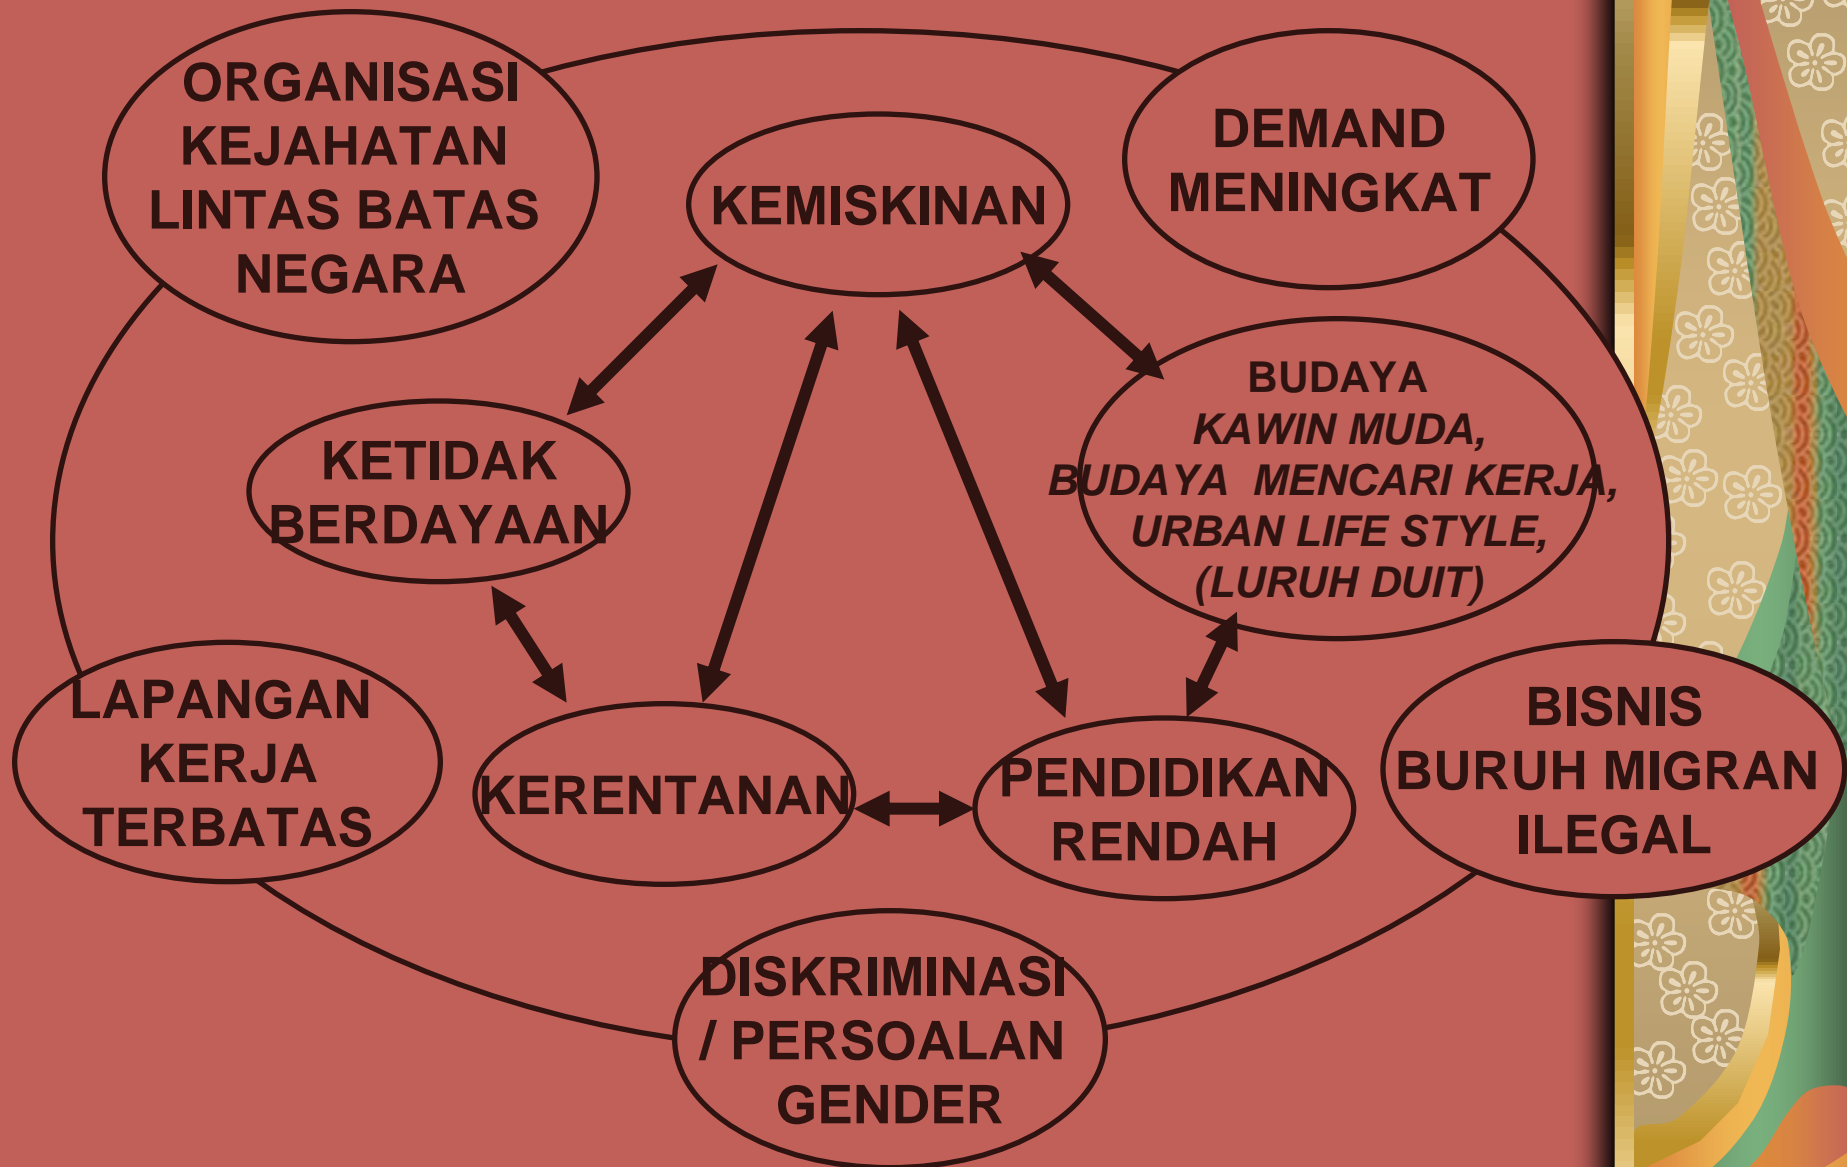 ORGANISASI
KEJAHATAN
LINTAS BATAS
NEGARA
KEMISKINAN
DEMAND
MENINGKAT
KETIDAK
BERDAYAAN
BUDAYA
KAWIN MUDA,
BUDAYA MENCARI KERJA,
URBAN LIFE STYLE,
(LURUH DUIT)
LAPANGAN
KERJA
TERBATAS
KERENTANAN
PENDIDIKAN
RENDAH
BISNIS
BURUH MIGRAN
ILEGAL
DISKRIMINASI
/ PERSOALAN
GENDER